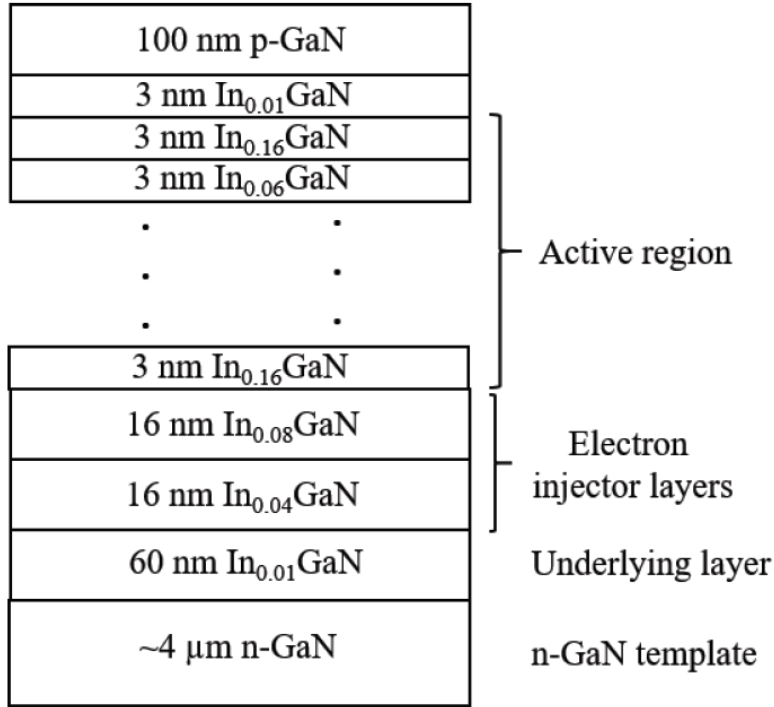 100 nm p-GaN
3 nm In₀.₀₁GaN
3 nm In₀.₁₆GaN
3 nm In₀.₀₆GaN
Active region
3 nm In₀.₁₆GaN
16 nm In₀.₀₈GaN
16 nm In₀.₀₄GaN
Electron
injector layers
60 nm In₀.₀₁GaN
Underlying layer
~4 µm n-GaN
n-GaN template